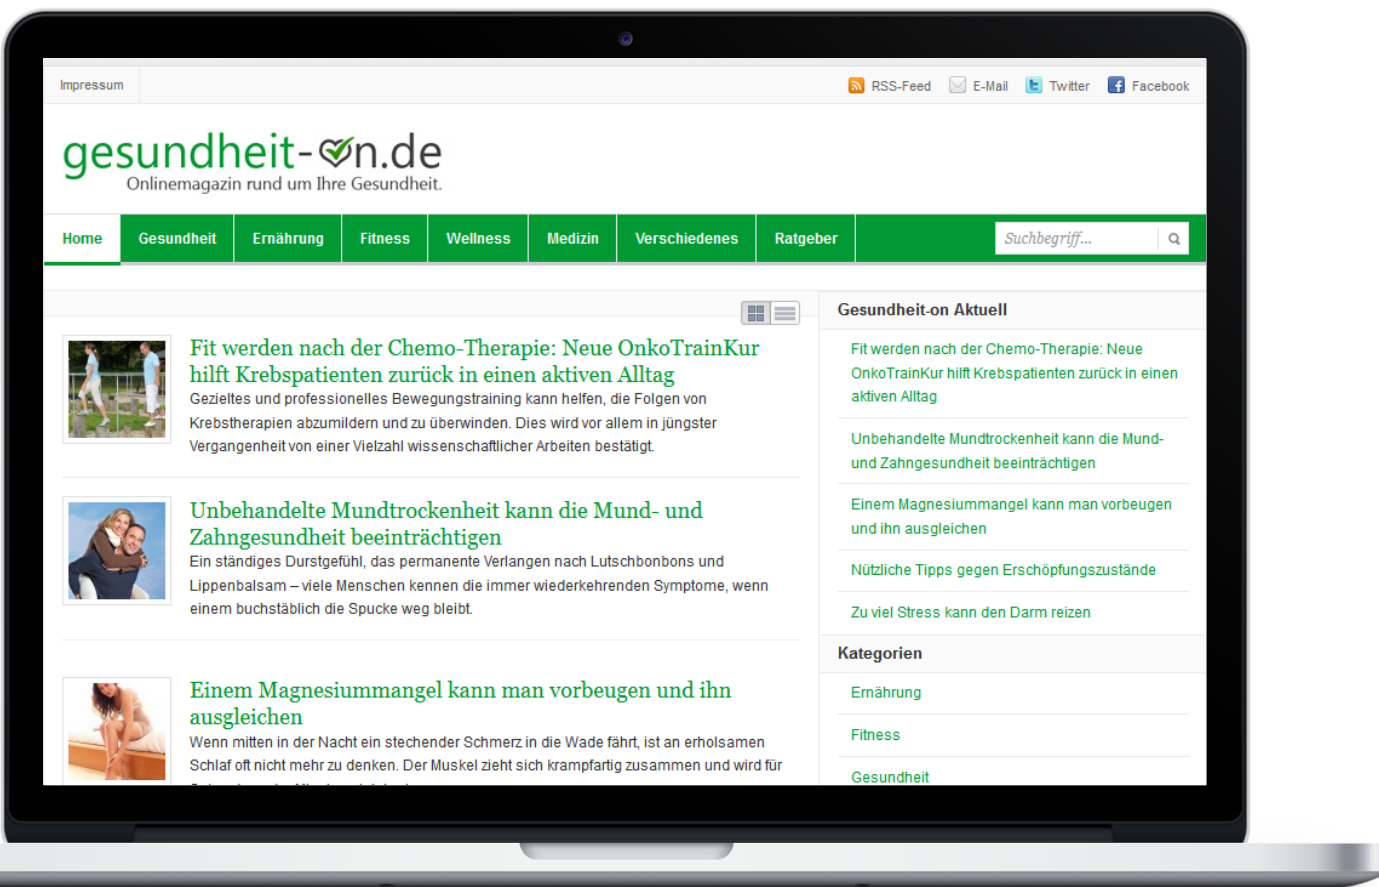 Impressum
RSS-Feed E-Mail Twitter Facebook
gesundheit-on.de
Onlinemagazin rund um Ihre Gesundheit.
Home Gesundheit Ernährung Fitness Wellness Medizin Verschiedenes Ratgeber Suchbegriff...
Fit werden nach der Chemo-Therapie: Neue OnkoTrainKur
hilft Krebspatienten zurück in einen aktiven Alltag
Gezieltes und professionelles Bewegungstraining kann helfen, die Folgen von
Krebstherapien abzumildern und zu überwinden. Dies wird vor allem in jüngster
Vergangenheit von einer Vielzahl wissenschaftlicher Arbeiten bestätigt.
Unbehandelte Mundtrockenheit kann die Mund- und
Zahngesundheit beeinträchtigen
Ein ständiges Durstgefühl, das permanente Verlangen nach Lutschbonbons und
Lippenbalsam – viele Menschen kennen die immer wiederkehrenden Symptome, wenn
einem buchstäblich die Spucke weg bleibt.
Einem Magnesiummangel kann man vorbeugen und ihn
ausgleichen
Wenn mitten in der Nacht ein stechender Schmerz in die Wade fährt, ist an erholsamen
Schlaf oft nicht mehr zu denken. Der Muskel zieht sich krampfartig zusammen und wird für
Gesundheit-on Aktuell
Fit werden nach der Chemo-Therapie: Neue
OnkoTrainKur hilft Krebspatienten zurück in einen
aktiven Alltag
Unbehandelte Mundtrockenheit kann die Mund-
und Zahngesundheit beeinträchtigen
Einem Magnesiummangel kann man vorbeugen
und ihn ausgleichen
Nützliche Tipps gegen Erschöpfungszustände
Zu viel Stress kann den Darm reizen
Kategorien
Ernährung
Fitness
Gesundheit